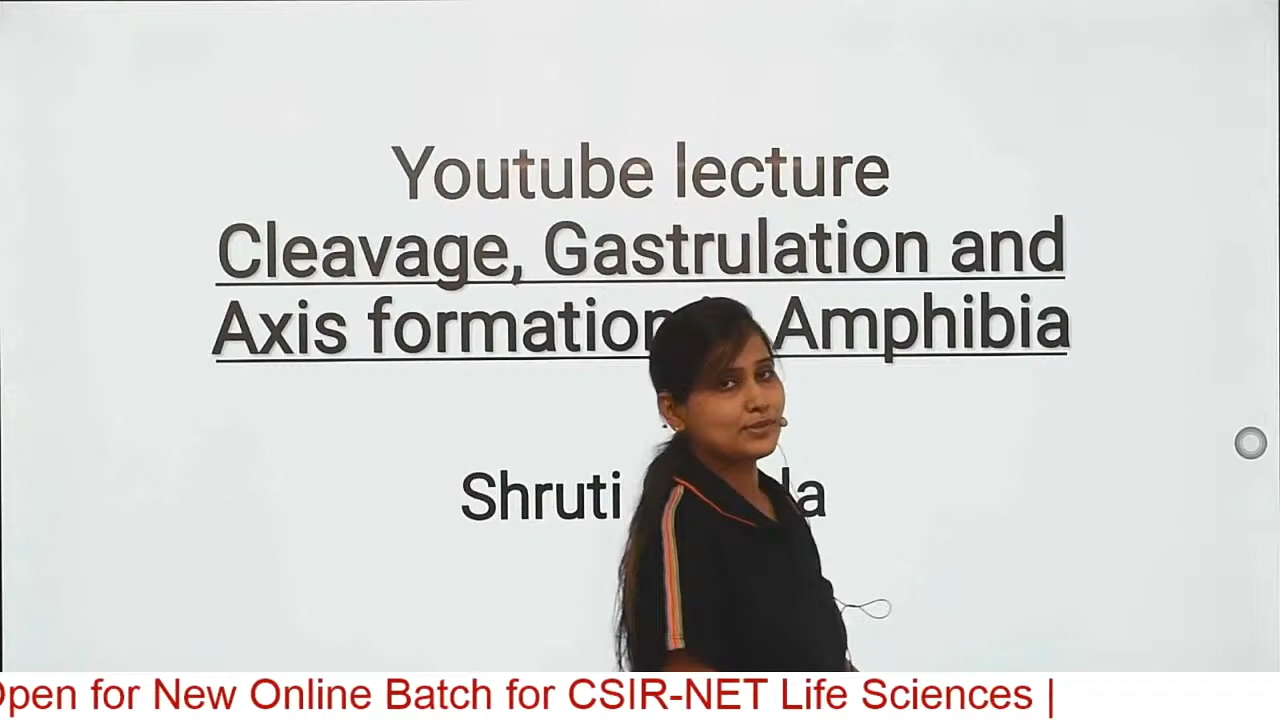 Youtube lecture
Cleavage, Gastrulation and
Axis formation Amphibia
Shruti
Open for New Online Batch for CSIR-NET Life Sciences |